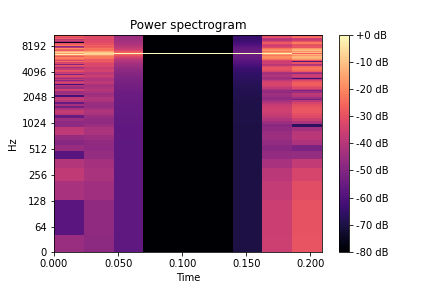 Power spectrogram
8192
4096
2048
1024
512
256
128
64
0
Hz
0.000 0.050 0.100 0.150 0.200
Time
+0 dB
-10 dB
-20 dB
-30 dB
-40 dB
-50 dB
-60 dB
-70 dB
-80 dB